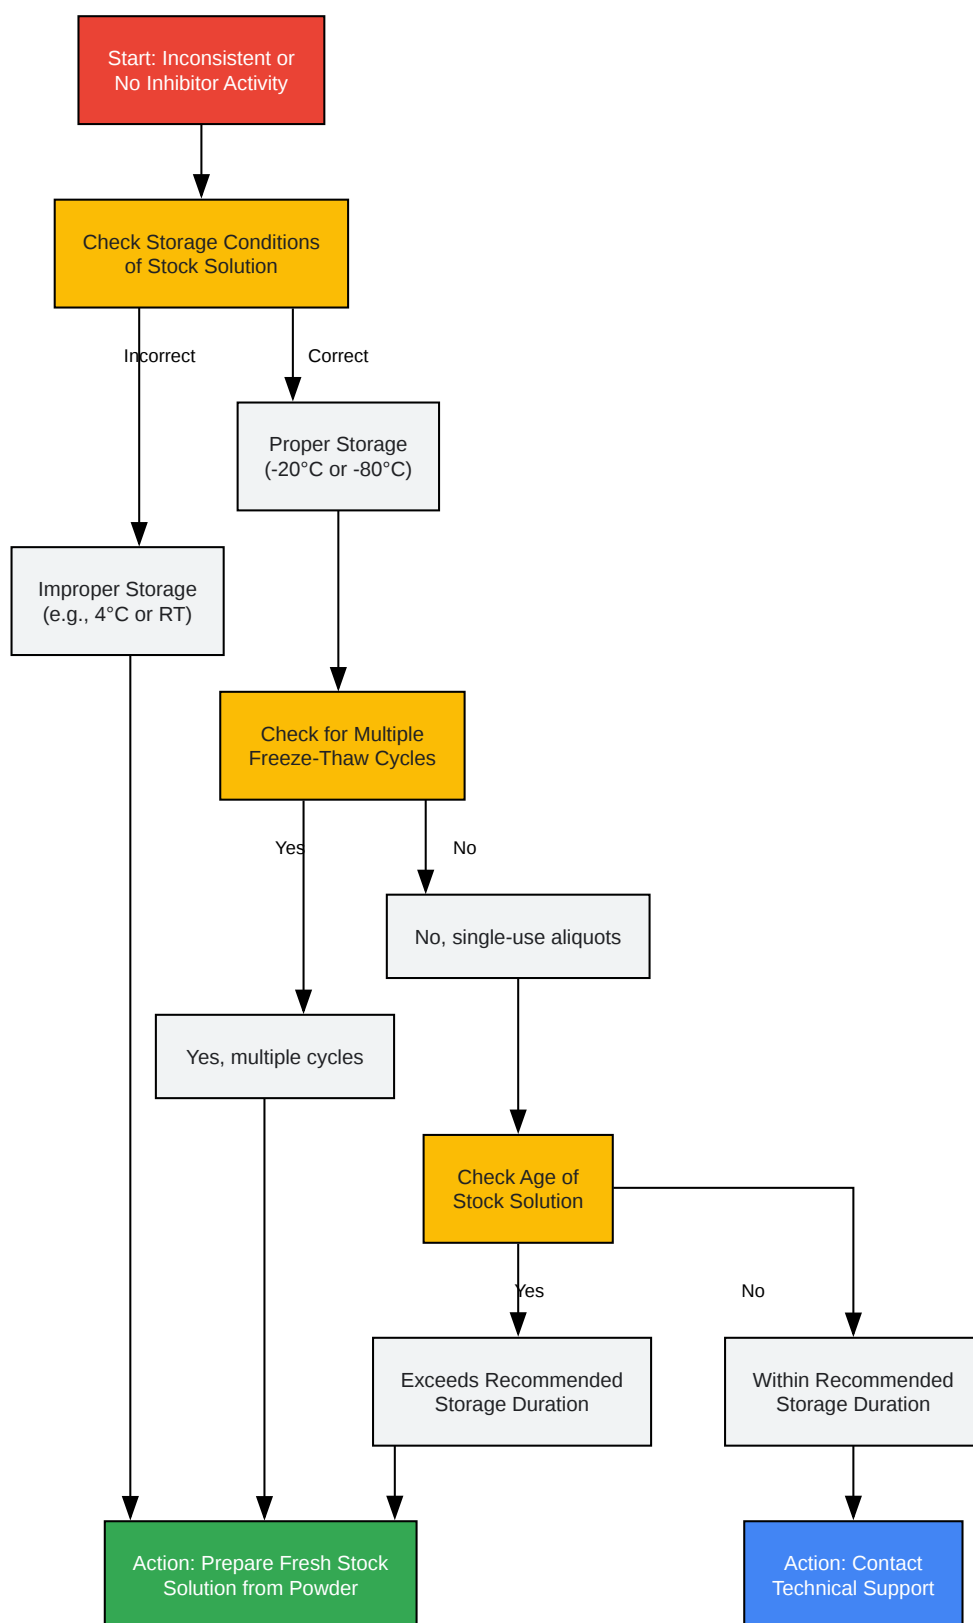 Start: Inconsistent or
No Inhibitor Activity
Check Storage Conditions
of Stock Solution
Incorrect
Correct
Proper Storage
(-20°C or -80°C)
Improper Storage
(e.g., 4°C or RT)
Check for Multiple
Freeze-Thaw Cycles
Yes
No
No, single-use aliquots
Yes, multiple cycles
Check Age of
Stock Solution
Yes
No
Exceeds Recommended
Storage Duration
Within Recommended
Storage Duration
Action: Prepare Fresh Stock
Solution from Powder
Action: Contact
Technical Support